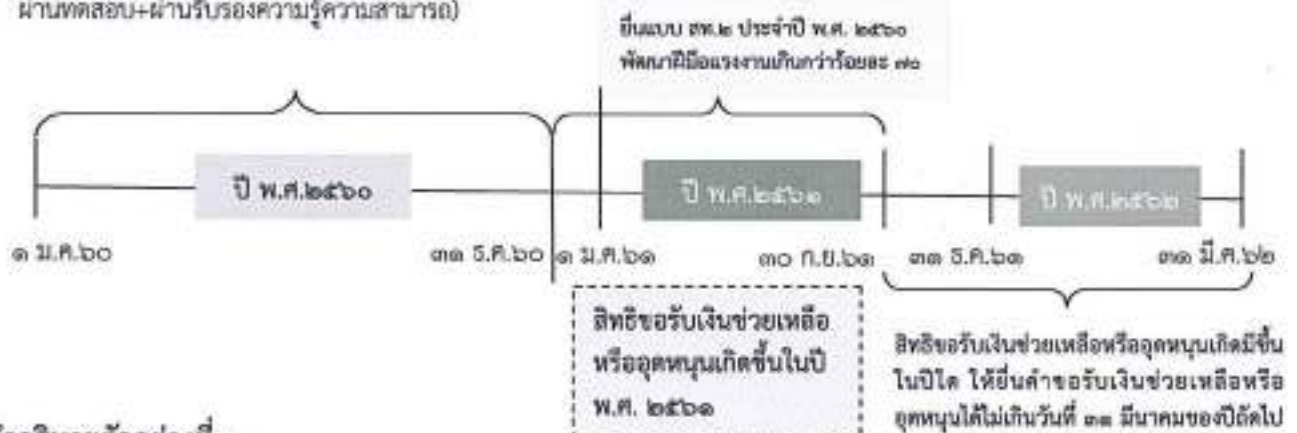 ผ่านทดสอบ+ผ่านรับรองความรู้ความสามารถ)
ยื่นแบบ สท.๒ ประจำปี พ.ศ. ๒๕๖๐
พัฒนาฝีมือแรงงานเกินกว่าร้อยละ ๗๐
ปี พ.ศ.๒๕๖๐
ปี พ.ศ.๒๕๖๑
ปี พ.ศ.๒๕๖๒
๑ ม.ค.๖๐
๓๑ ธ.ค.๖๐
๑ ม.ค.๖๑
๓๐ ก.ย.๖๑
๓๑ ธ.ค.๖๑
๓๑ มี.ค.๖๒
สิทธิขอรับเงินช่วยเหลือ
หรืออุดหนุนเกิดขึ้นในปี
พ.ศ. ๒๕๖๑
สิทธิขอรับเงินช่วยเหลือหรืออุดหนุนเกิดมีขึ้น
ในปีใด ให้ยื่นคำขอรับเงินช่วยเหลือหรือ
อุดหนุนได้ไม่เกินวันที่ ๓๑ มีนาคมของปีถัดไป